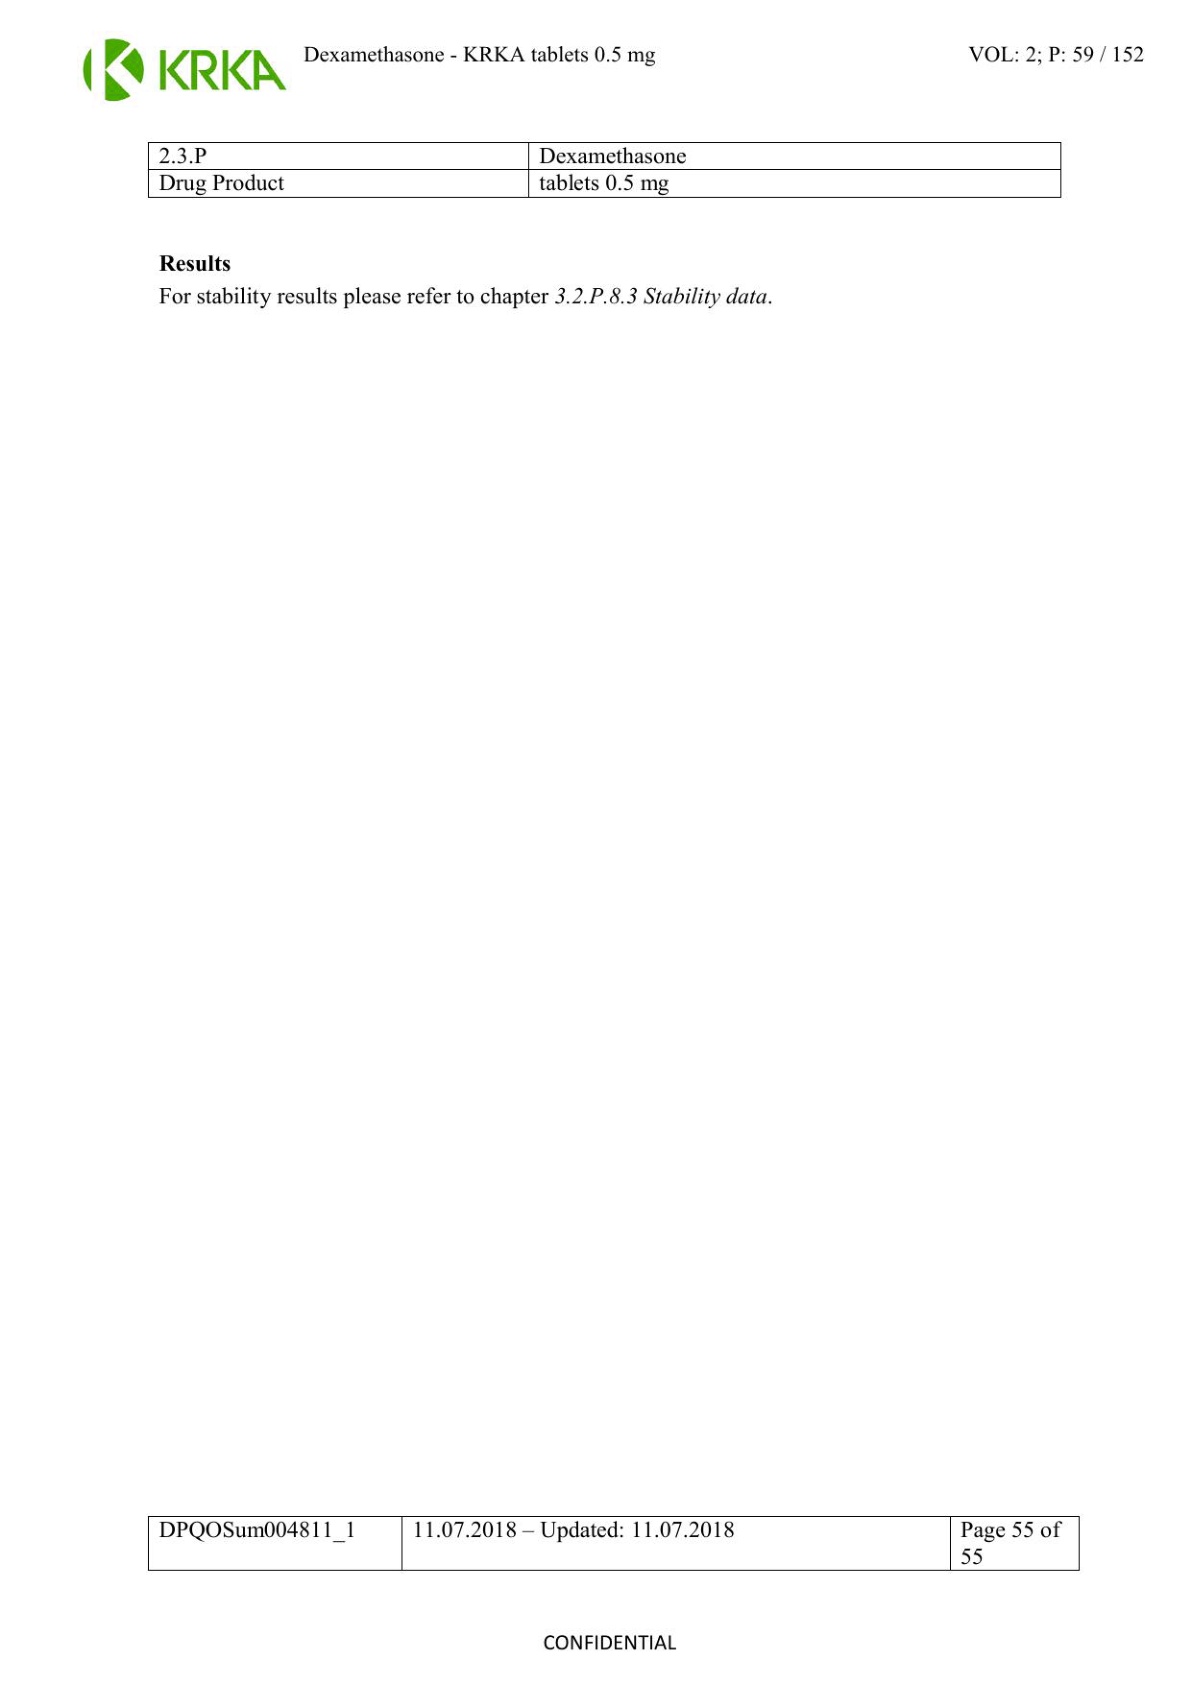 KRKA
Dexamethasone - KRKA tablets 0.5 mg
VOL: 2; P: 59 / 152
2.3.P
Dexamethasone
Drug Product
tablets 0.5 mg
Results
For stability results please refer to chapter 3.2.P.8.3 Stability data.
DPQOSum004811_1
11.07.2018 – Updated: 11.07.2018
Page 55 of
55
CONFIDENTIAL